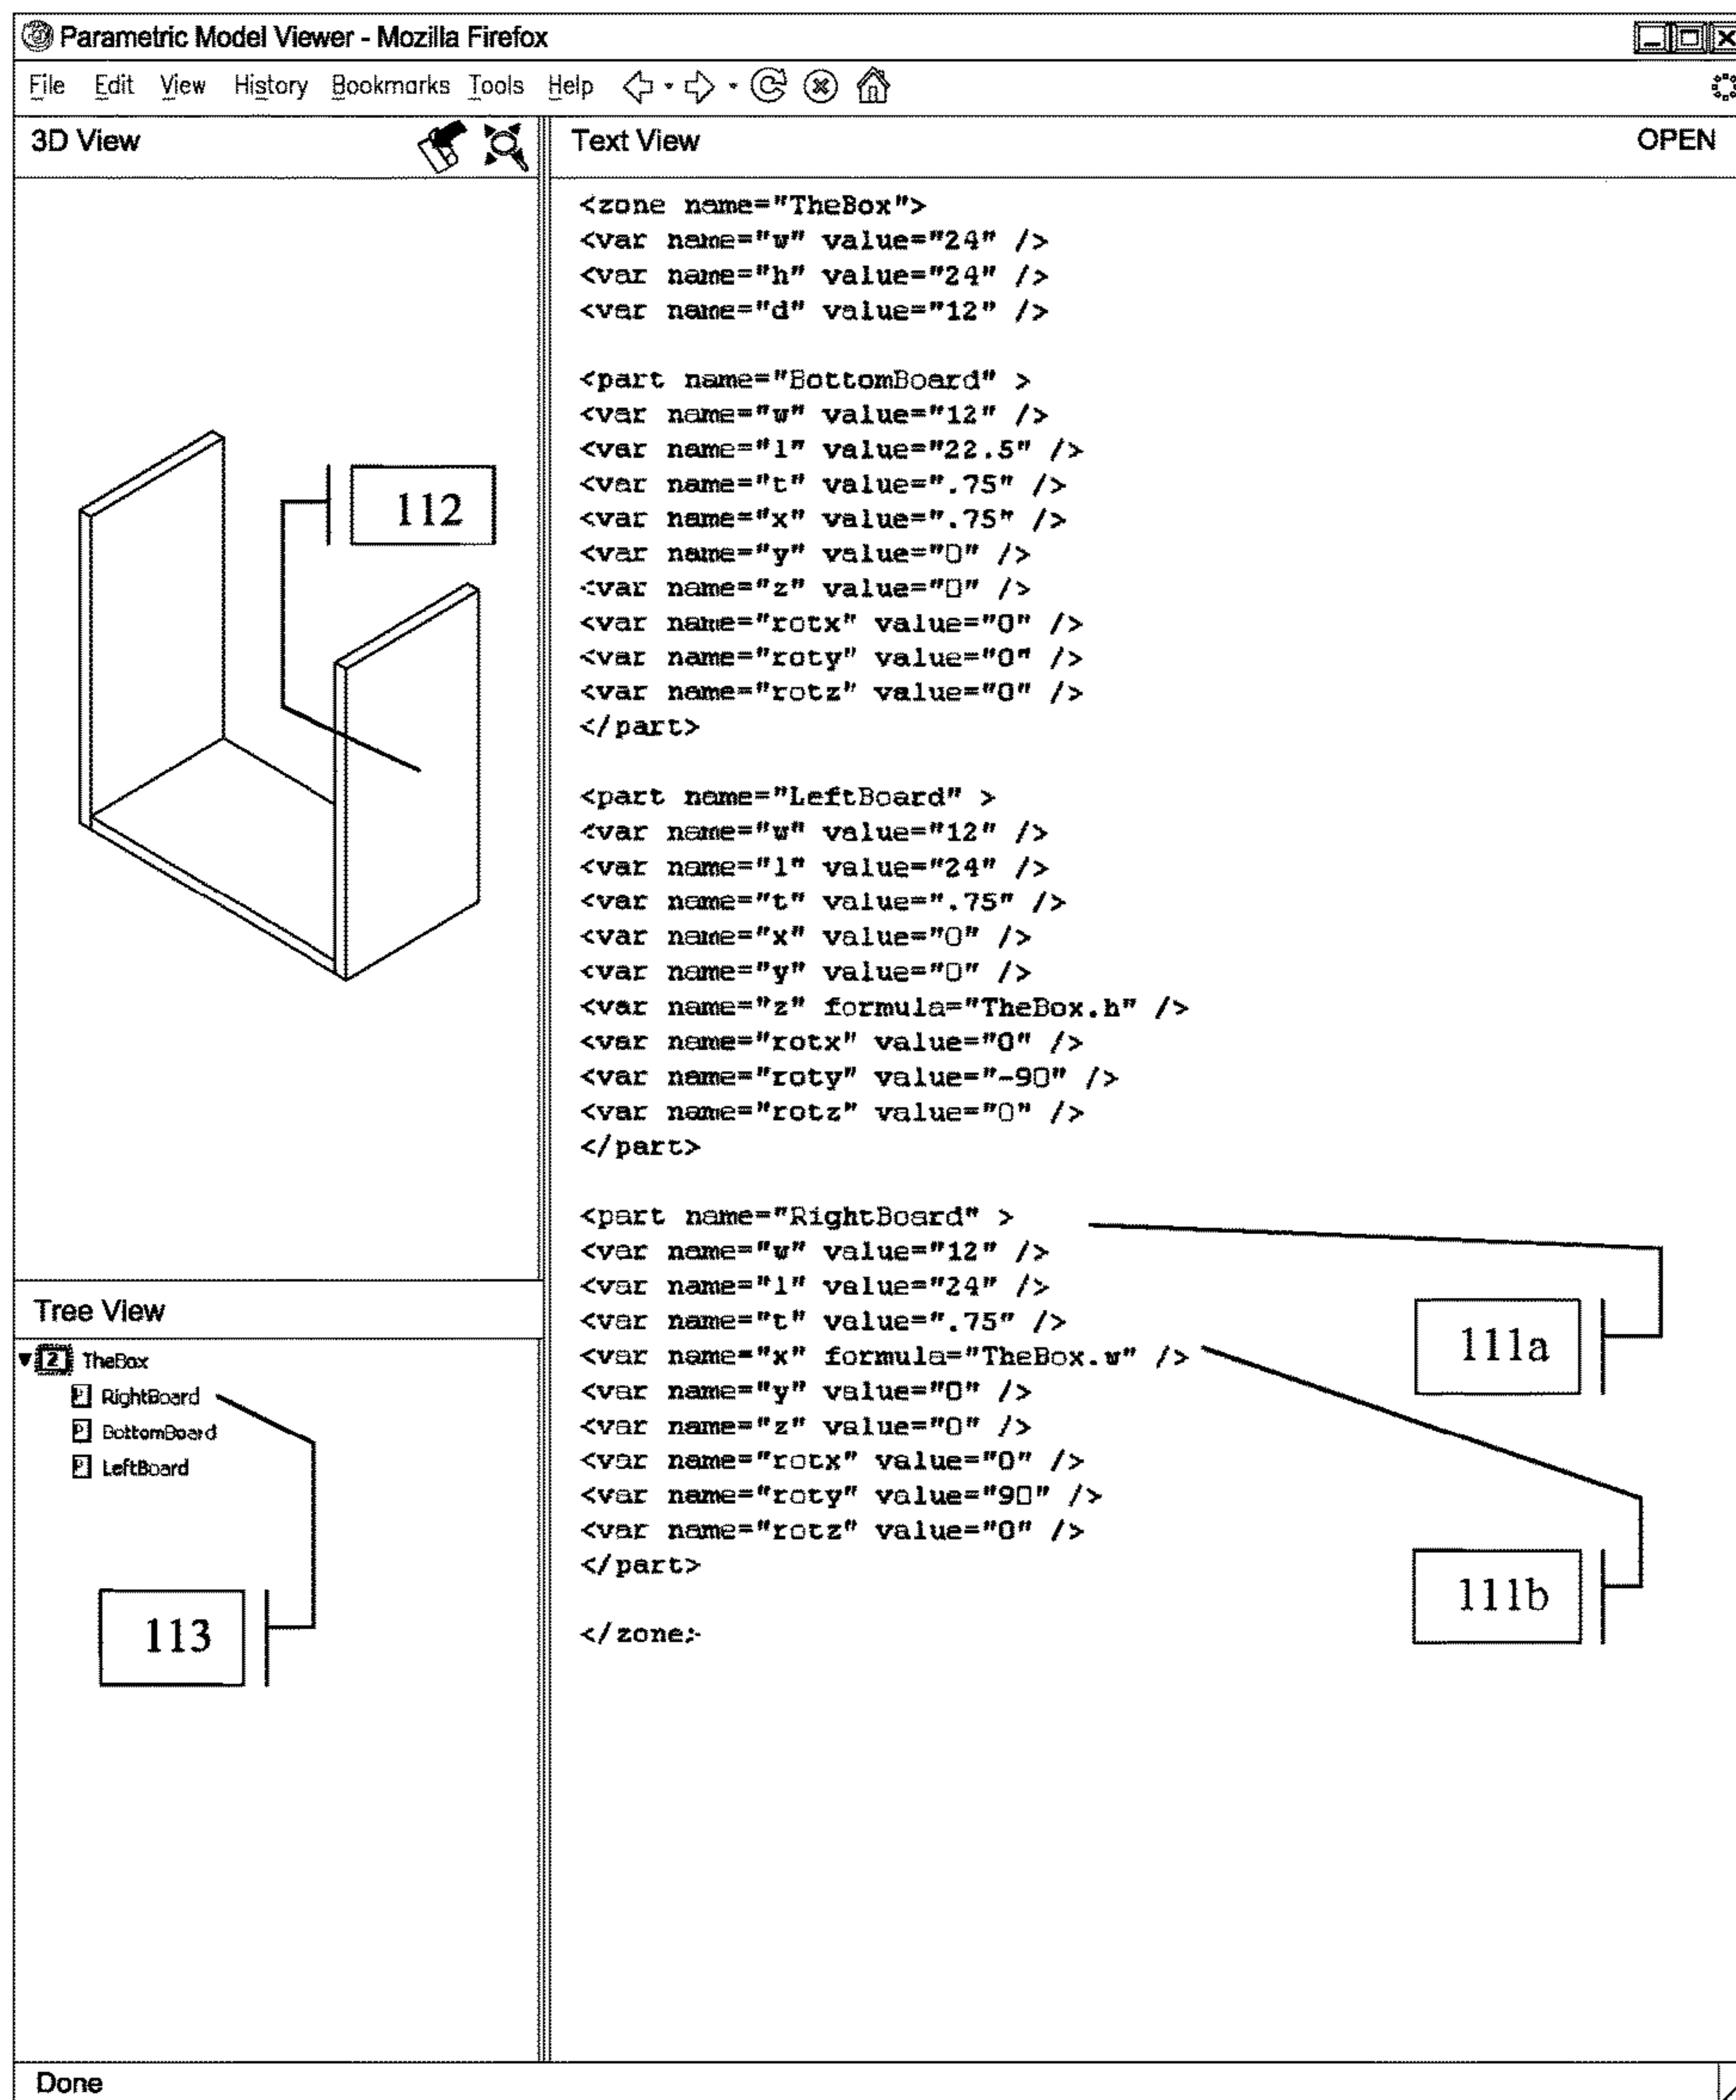 Parametric Model Viewer - Mozilla Firefox
File Edit View History Bookmarks Tools Help
3D View
112
Text View OPEN
<zone name="TheBox">
<var name="w" value="24" />
<var name="h" value="24" />
<var name="d" value="12" />
<part name="BottomBoard" >
<var name="w" value="12" />
<var name="l" value="22.5" />
<var name="t" value=".75" />
<var name="x" value=".75" />
<var name="y" value="0" />
<var name="z" value="0" />
<var name="rotx" value="0" />
<var name="roty" value="0" />
<var name="rotz" value="0" />
</part>
<part name="LeftBoard" >
<var name="w" value="12" />
<var name="l" value="24" />
<var name="t" value=".75" />
<var name="x" value="0" />
<var name="y" value="0" />
<var name="z" formula="TheBox.h" />
<var name="rotx" value="0" />
<var name="roty" value="-90" />
<var name="rotz" value="0" />
</part>
<part name="RightBoard" >
<var name="w" value="12" />
<var name="l" value="24" />
<var name="t" value=".75" />
<var name="x" formula="TheBox.w" />
<var name="y" value="0" />
<var name="z" value="0" />
<var name="rotx" value="0" />
<var name="roty" value="90" />
<var name="rotz" value="0" />
</part>
</zone>
111a
111b
Tree View
2 TheBox
P RightBoard
P BottomBoard
P LeftBoard
113
Done